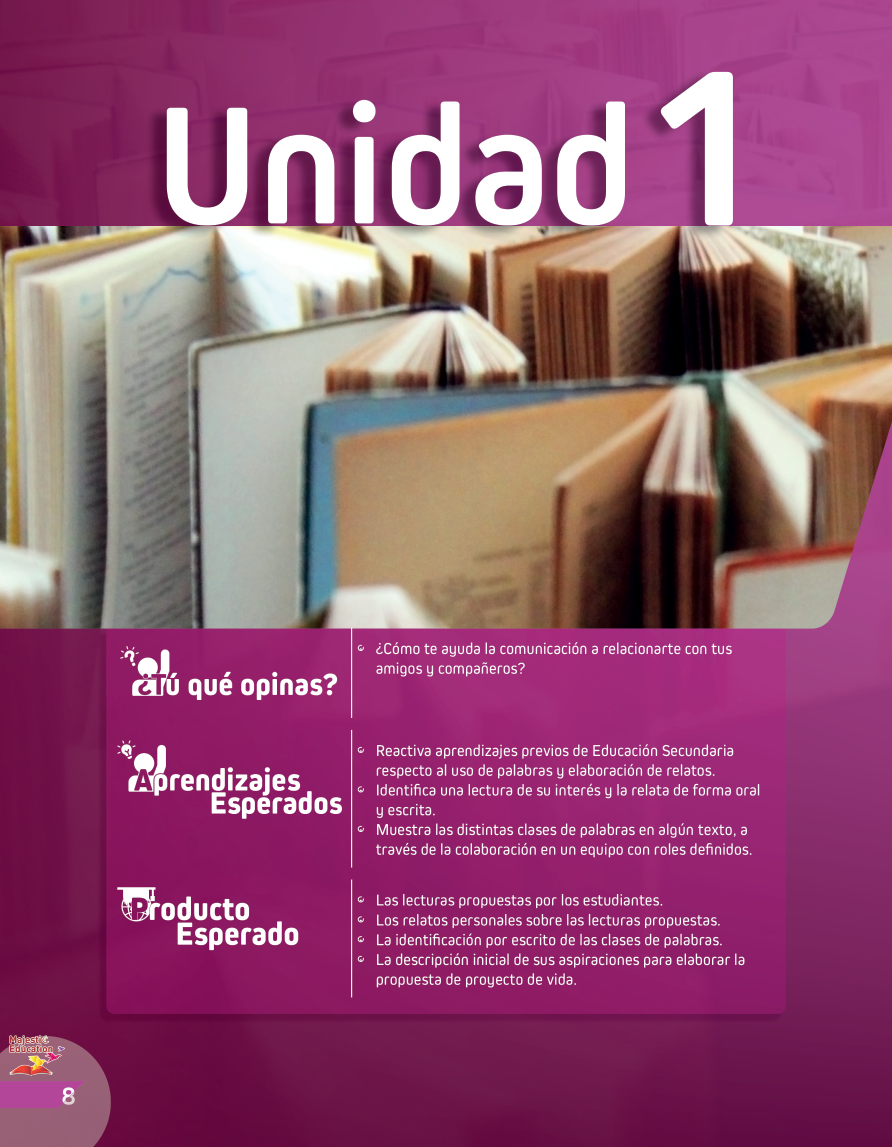 Unidad 1
¿Tú qué opinas?
¿Cómo te ayuda la comunicación a relacionarte con tus
amigos y compañeros?
Aprendizajes
Esperados
Reactiva aprendizajes previos de Educación Secundaria
respecto al uso de palabras y elaboración de relatos.
Identifica una lectura de su interés y la relata de forma oral
y escrita.
Muestra las distintas clases de palabras en algún texto, a
través de la colaboración en un equipo con roles definidos.
Producto
Esperado
Las lecturas propuestas por los estudiantes.
Los relatos personales sobre las lecturas propuestas.
La identificación por escrito de las clases de palabras.
La descripción inicial de sus aspiraciones para elaborar la
propuesta de proyecto de vida.
Majestic
Education
8